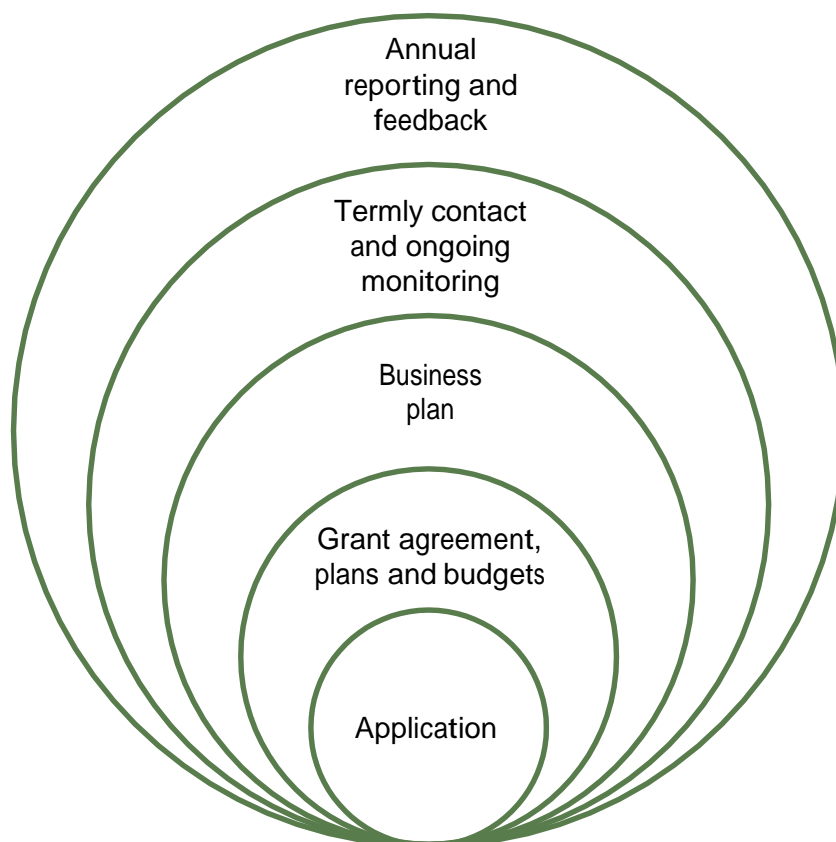 Annual
reporting and
feedback
Termly contact
and ongoing
monitoring
Business
plan
Grant agreement,
plans and budgets
Application